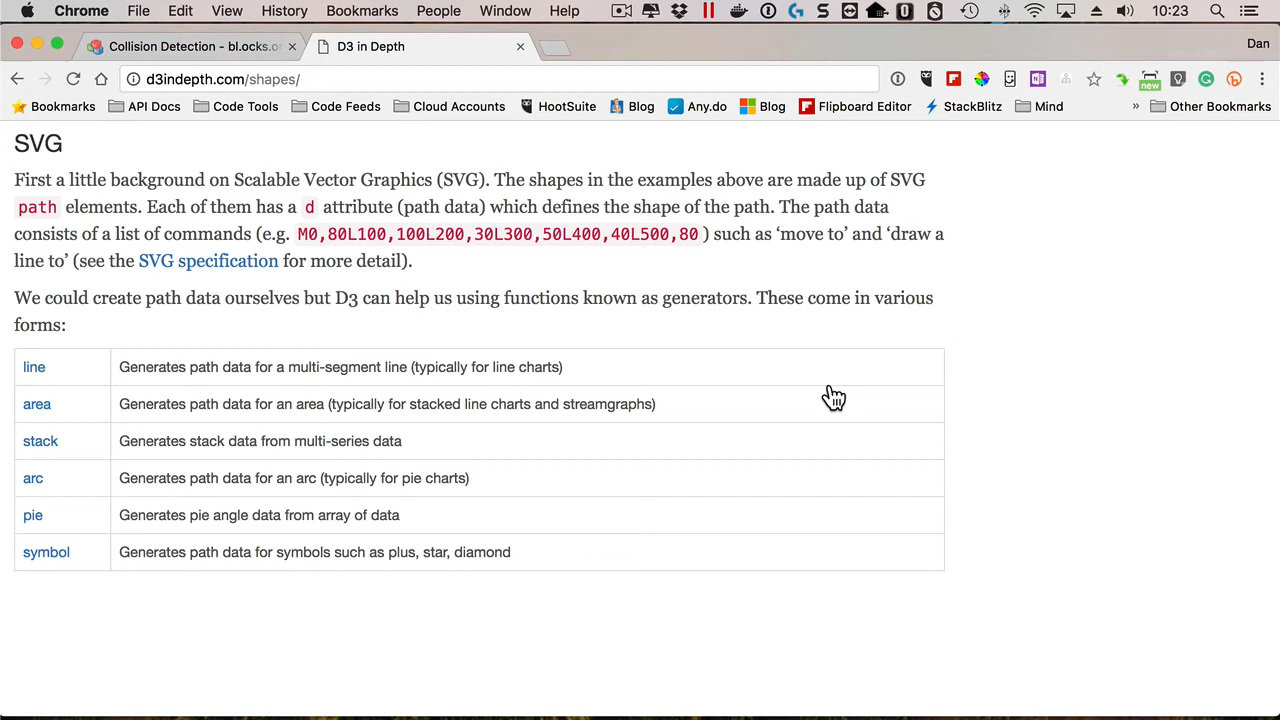 Chrome File Edit View History Bookmarks People Window Help 10:23
Collision Detection - bl.ocks.or × D3 in Depth × Dan
d3indepth.com/shapes/
new
Bookmarks API Docs Code Tools Code Feeds Cloud Accounts HootSuite Blog Any.do Blog Flipboard Editor StackBlitz Mind » Other Bookmarks
SVG
First a little background on Scalable Vector Graphics (SVG). The shapes in the examples above are made up of SVG
path elements. Each of them has a d attribute (path data) which defines the shape of the path. The path data
consists of a list of commands (e.g. M0,80L100,100L200,30L300,50L400,40L500,80 ) such as ‘move to’ and ‘draw a
line to’ (see the SVG specification for more detail).
We could create path data ourselves but D3 can help us using functions known as generators. These come in various
forms:
line Generates path data for a multi-segment line (typically for line charts)
area Generates path data for an area (typically for stacked line charts and streamgraphs)
stack Generates stack data from multi-series data
arc Generates path data for an arc (typically for pie charts)
pie Generates pie angle data from array of data
symbol Generates path data for symbols such as plus, star, diamond